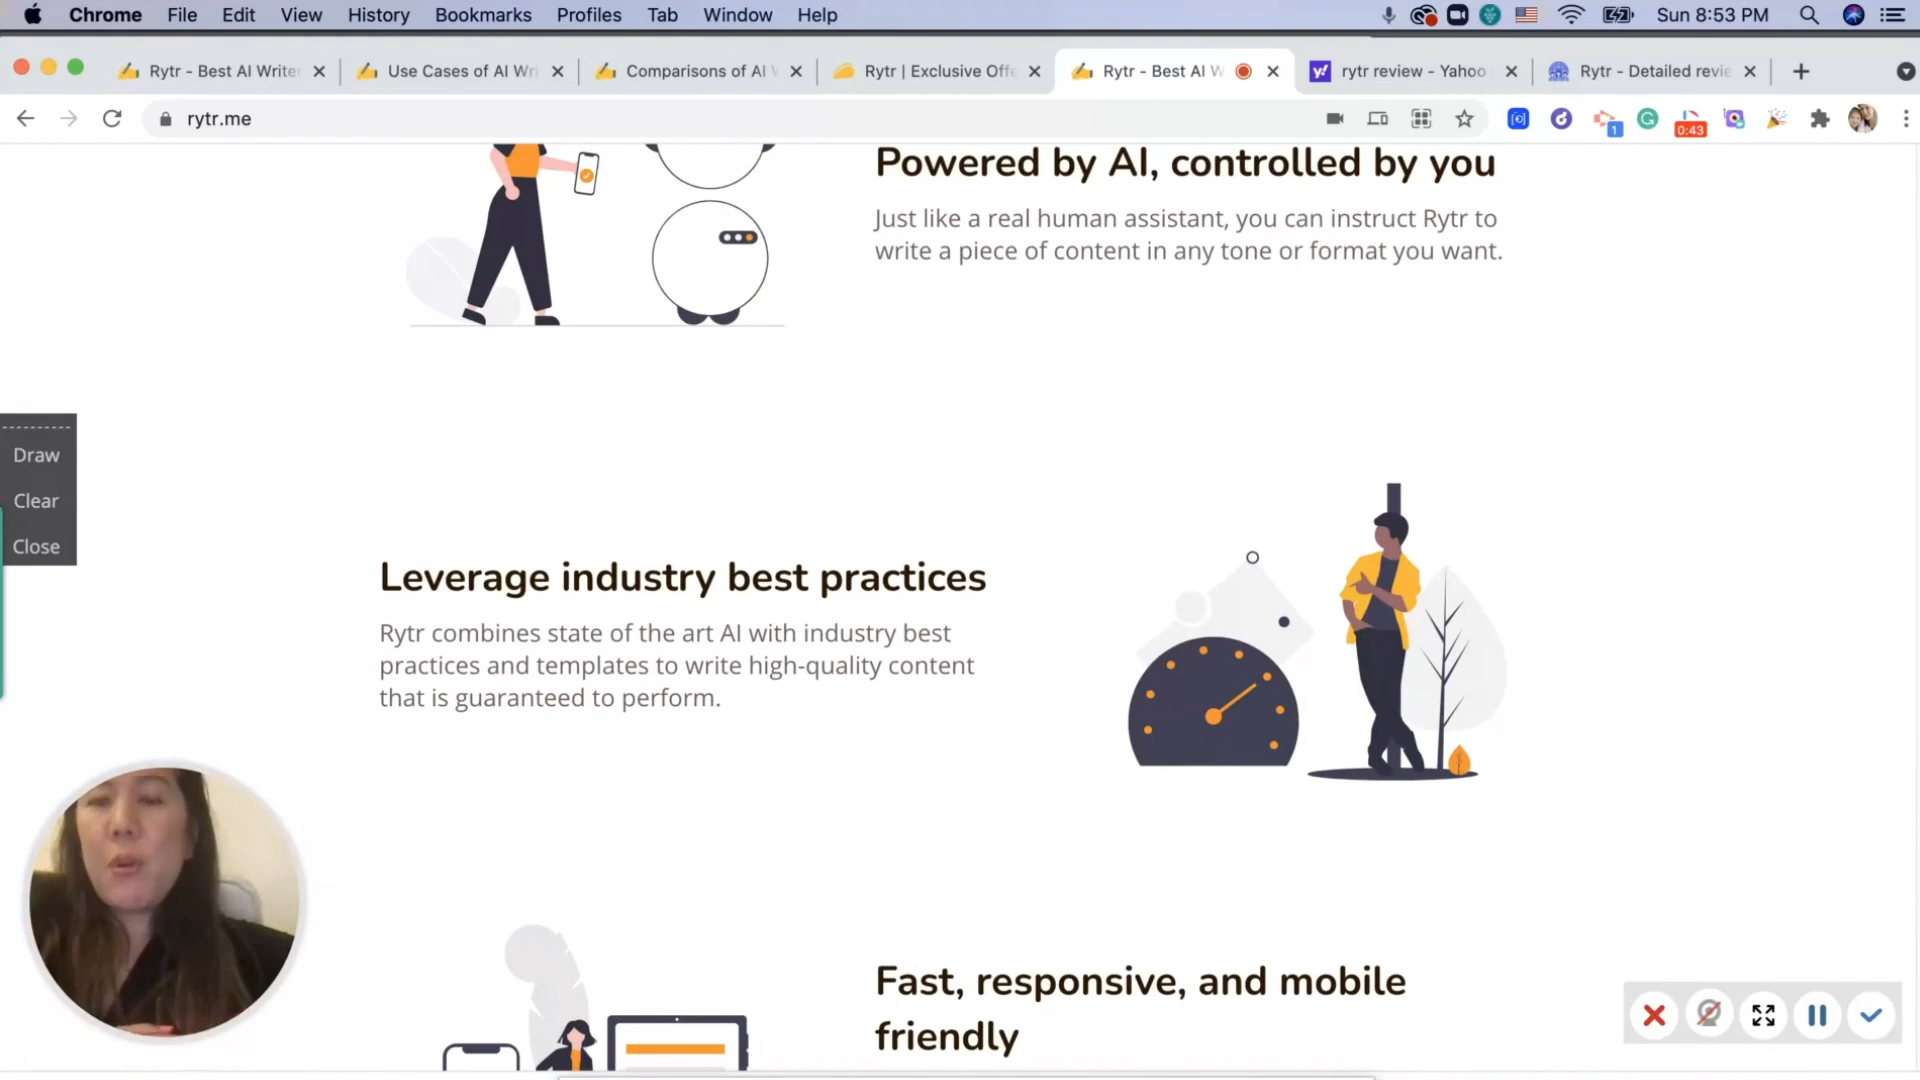 Chrome File Edit View History Bookmarks Profiles Tab Window Help Sun 8:53 PM
Rytr - Best AI Write Use Cases of AI Wri Comparisons of AI Rytr | Exclusive Offe Rytr - Best AI W rytr review - Yahoo Rytr - Detailed revie
rytr.me 1 0:43
Powered by AI, controlled by you
Just like a real human assistant, you can instruct Rytr to
write a piece of content in any tone or format you want.
Draw
Clear
Close
Leverage industry best practices
Rytr combines state of the art AI with industry best
practices and templates to write high-quality content
that is guaranteed to perform.
Fast, responsive, and mobile
friendly